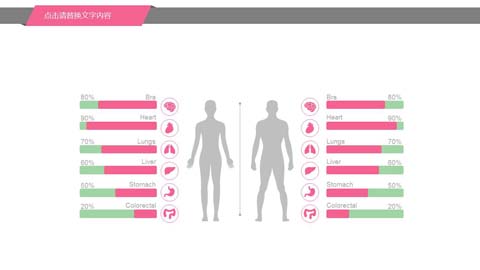 点击请替换文字内容
80% Bra
Heart
90%
70% Lungs
60% Liver
Stomach
20% Colorectal
Bra 80%
Heart 90%
Lungs 70%
Liver 60%
Stomach 50%
Colorectal 20%